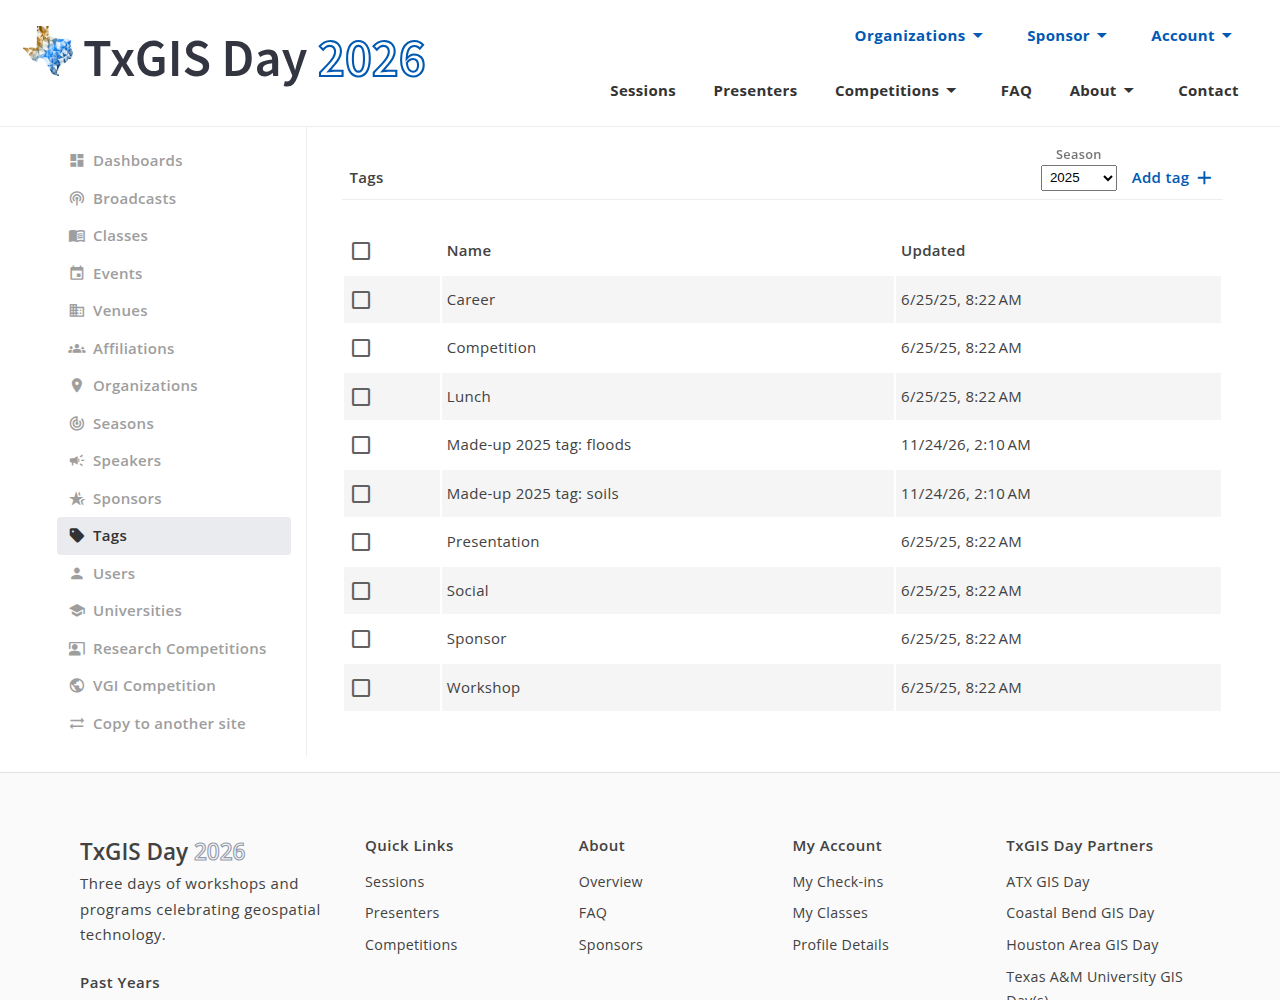 TxGIS Day 2026
Organizations
Sponsor
Account
Sessions
Presenters
Competitions
FAQ
About
Contact
Dashboards
Broadcasts
Classes
Events
Venues
Affiliations
Organizations
Seasons
Speakers
Sponsors
Tags
Users
Universities
Research Competitions
VGI Competition
Copy to another site
Tags
Season
2025
Add tag
Name Updated
Career 6/25/25, 8:22 AM
Competition 6/25/25, 8:22 AM
Lunch 6/25/25, 8:22 AM
Made-up 2025 tag: floods 11/24/26, 2:10 AM
Made-up 2025 tag: soils 11/24/26, 2:10 AM
Presentation 6/25/25, 8:22 AM
Social 6/25/25, 8:22 AM
Sponsor 6/25/25, 8:22 AM
Workshop 6/25/25, 8:22 AM
TxGIS Day 2026
Three days of workshops and
programs celebrating geospatial
technology.
Past Years
Quick Links
Sessions
Presenters
Competitions
About
Overview
FAQ
Sponsors
My Account
My Check-ins
My Classes
Profile Details
TxGIS Day Partners
ATX GIS Day
Coastal Bend GIS Day
Houston Area GIS Day
Texas A&M University GIS
Day(s)